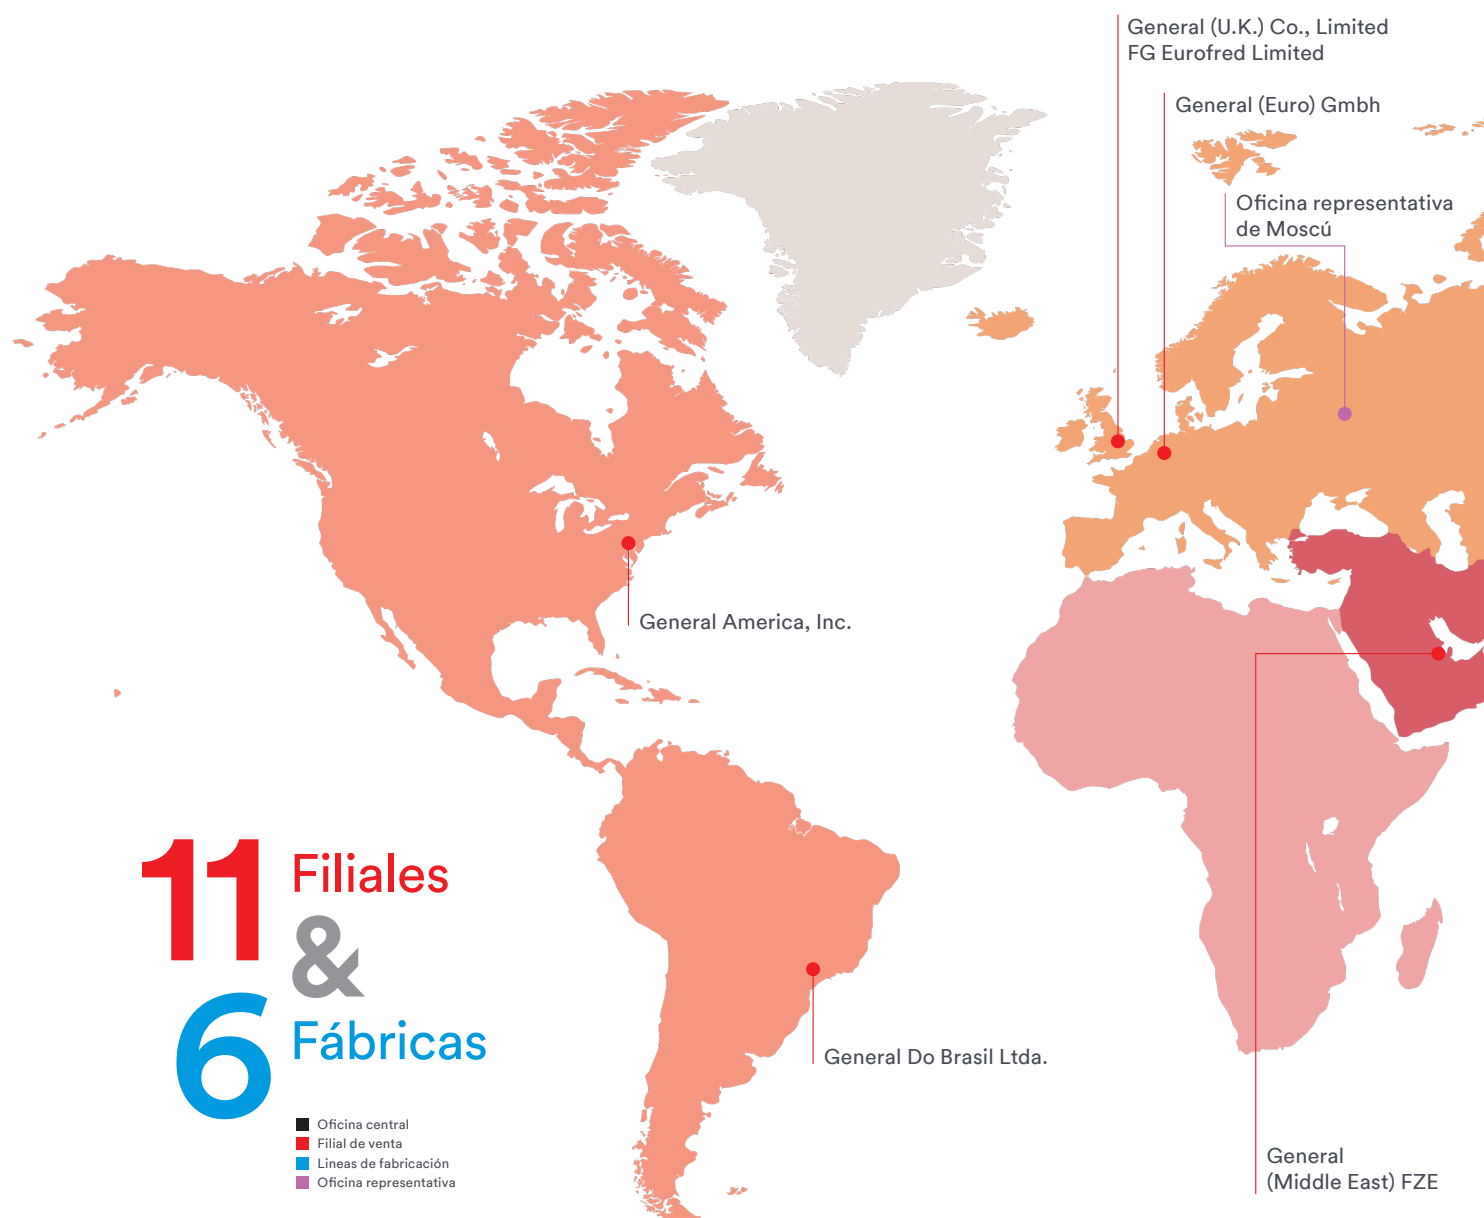 General (U.K.) Co., Limited
FG Eurofred Limited
General (Euro) Gmbh
Oficina representativa
de Moscú
General America, Inc.
11 Filiales
&
6 Fábricas
General Do Brasil Ltda.
Oficina central
Filial de venta
Lineas de fabricación
Oficina representativa
General
(Middle East) FZE